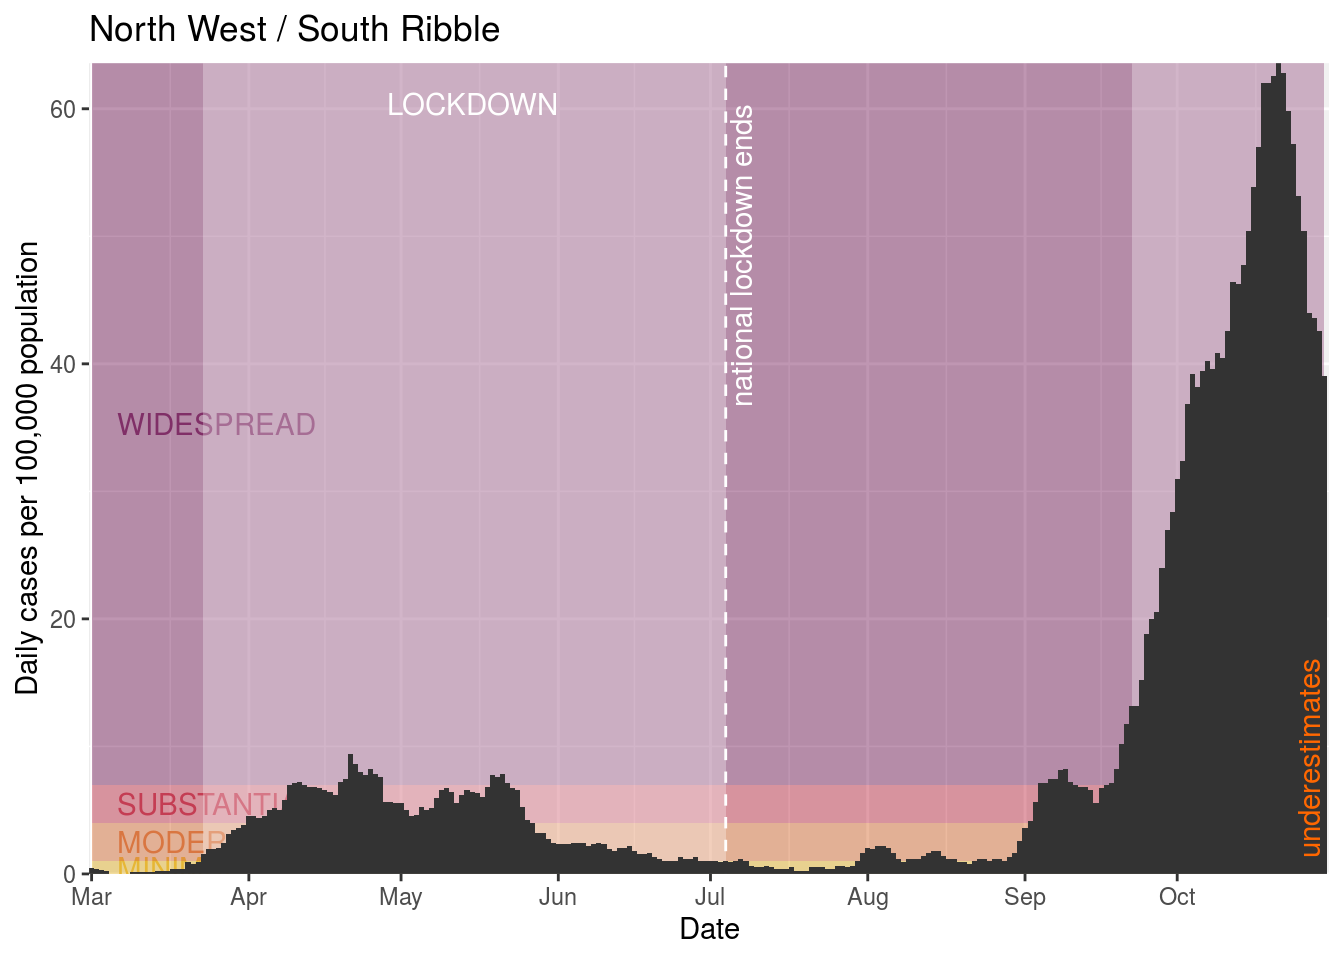 North West / South Ribble
Daily cases per 100,000 population
60
40
20
0
LOCKDOWN
national lockdown ends
WIDESPREAD
SUBSTANTI
MODER
MINI
underestimates
Mar Apr May Jun Jul Aug Sep Oct
Date